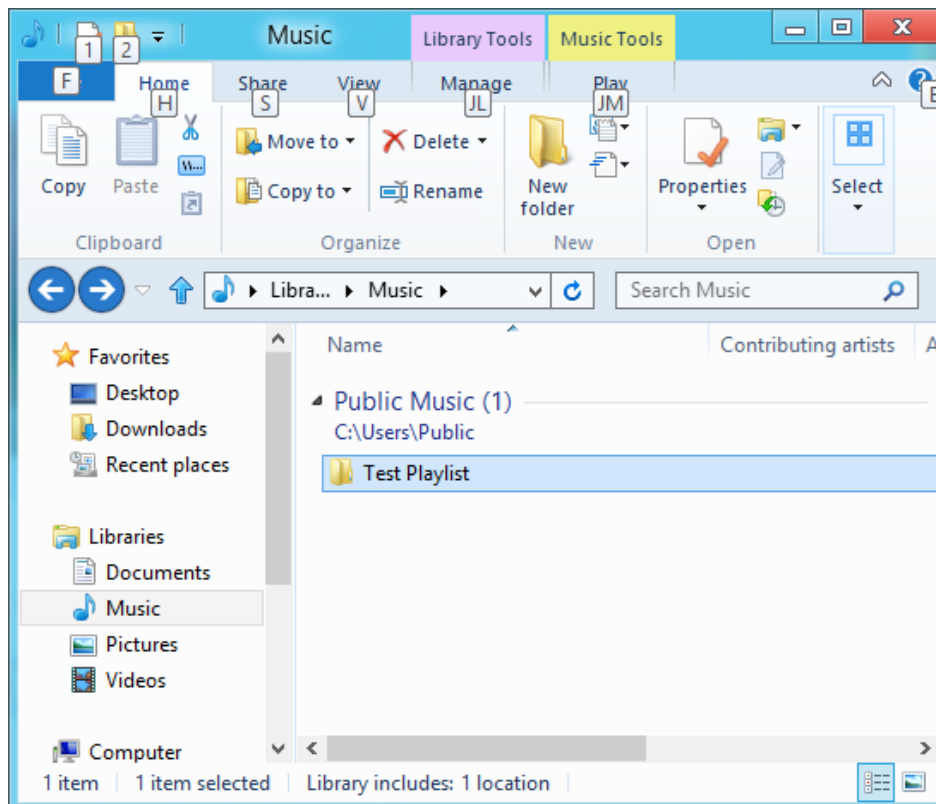 Music
Library Tools
Music Tools
1
2
F
Home
Share
View
Manage
Play
H
S
V
JL
JM
E
Copy
Paste
W...
Move to
Copy to
Delete
Rename
New
folder
Properties
Select
Clipboard
Organize
New
Open
Libra...
Music
Search Music
Name
Contributing artists
A
Favorites
Desktop
Downloads
Recent places
Libraries
Documents
Music
Pictures
Videos
Computer
Public Music (1)
C:\Users\Public
Test Playlist
1 item
1 item selected
Library includes: 1 location